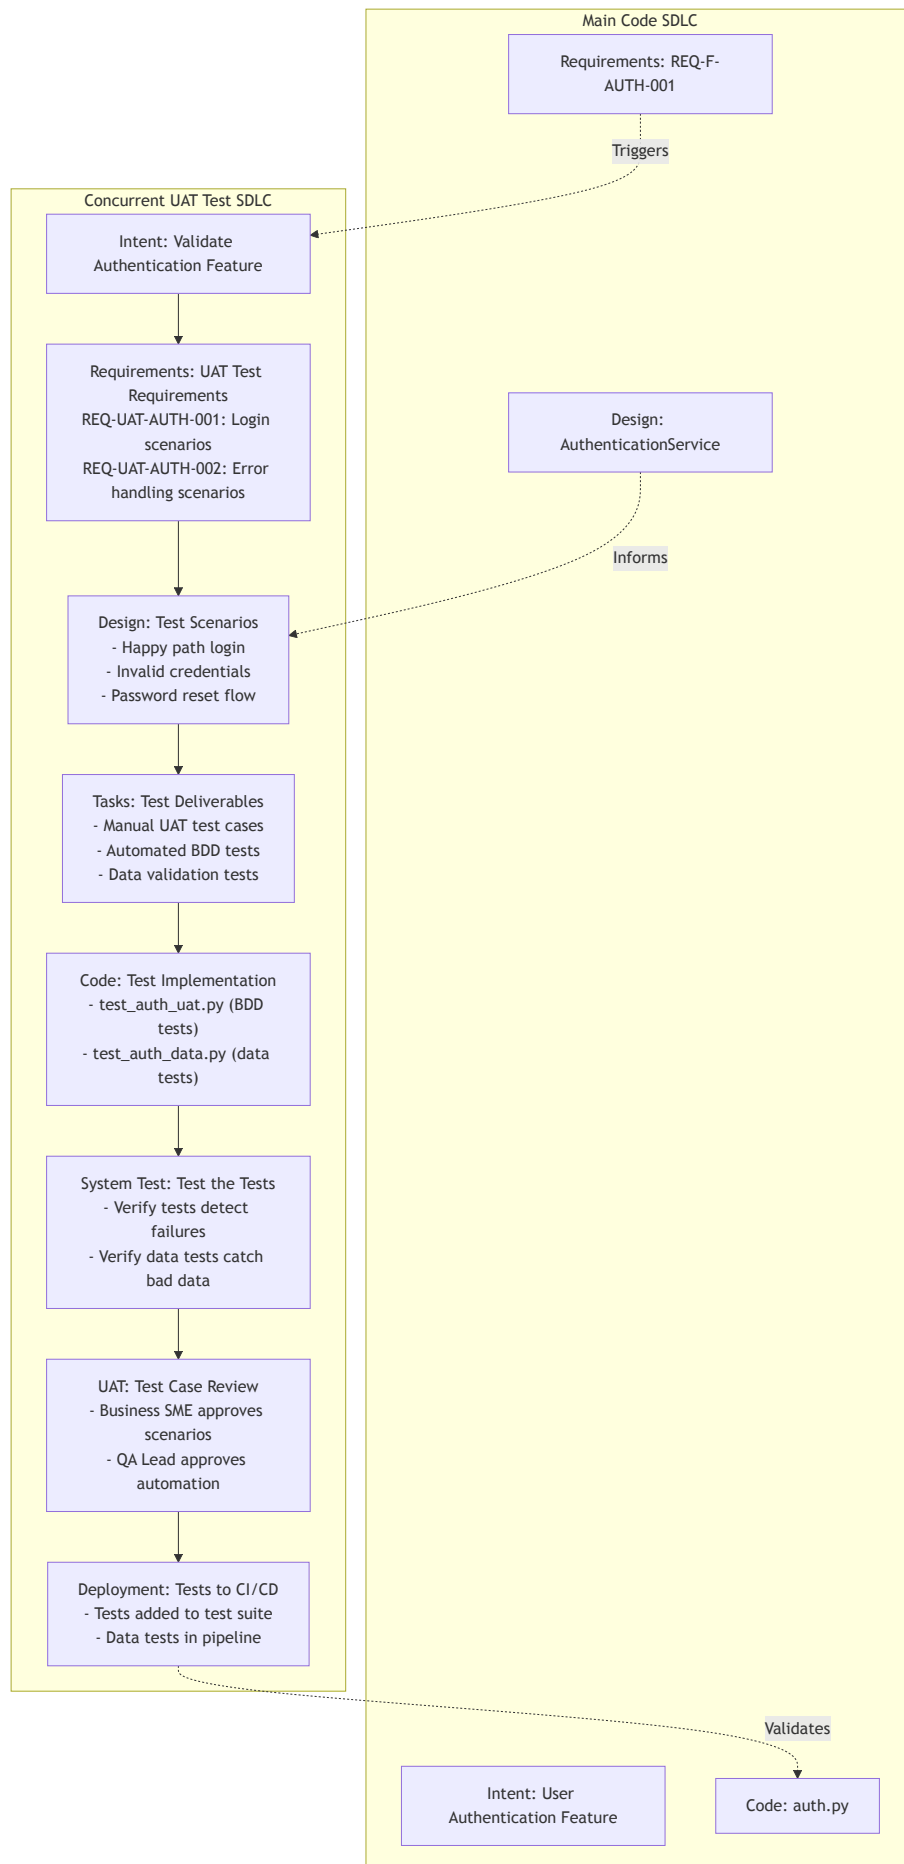 Main Code SDLC
Requirements: REQ-F-
AUTH-001
Triggers
Concurrent UAT Test SDLC
Intent: Validate
Authentication Feature
Requirements: UAT Test
Requirements
REQ-UAT-AUTH-001: Login
scenarios
REQ-UAT-AUTH-002: Error
handling scenarios
Design:
AuthenticationService
Informs
Design: Test Scenarios
- Happy path login
- Invalid credentials
- Password reset flow
Tasks: Test Deliverables
- Manual UAT test cases
- Automated BDD tests
- Data validation tests
Code: Test Implementation
- test_auth_uat.py (BDD
tests)
- test_auth_data.py (data
tests)
System Test: Test the Tests
- Verify tests detect
failures
- Verify data tests catch
bad data
UAT: Test Case Review
- Business SME approves
scenarios
- QA Lead approves
automation
Deployment: Tests to CI/CD
- Tests added to test suite
- Data tests in pipeline
Validates
Intent: User
Authentication Feature
Code: auth.py